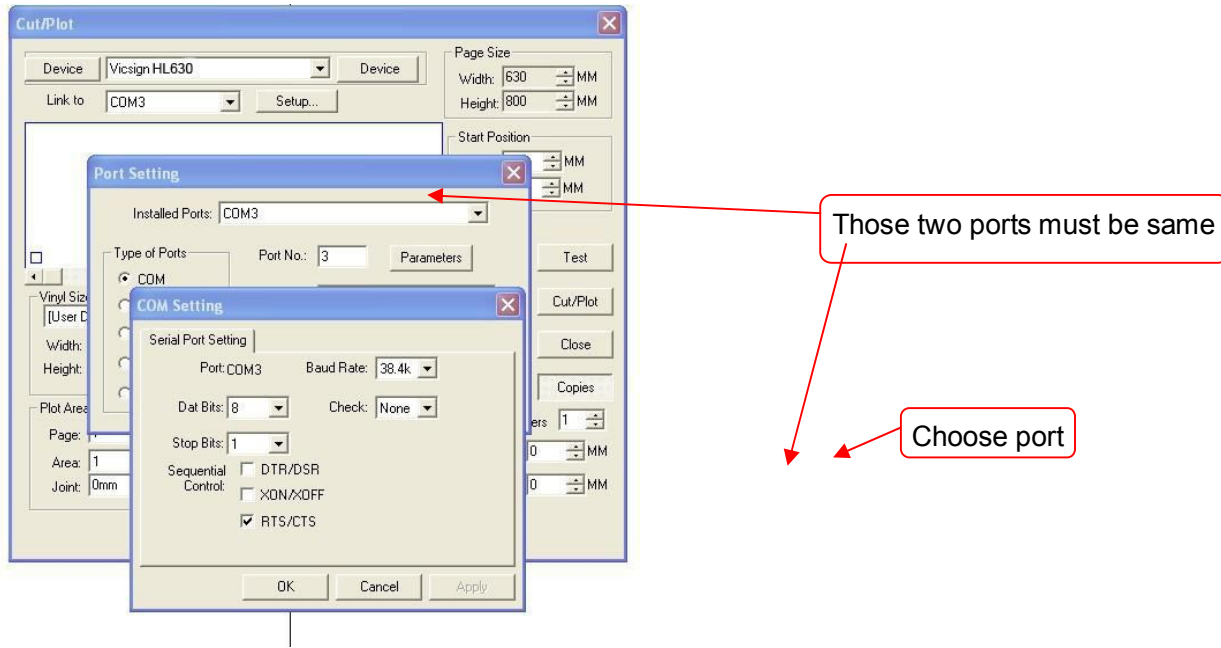 Cut/Plot
Device Vicsign HL630 Device
Link to COM3 Setup...
Page Size
Width: 630 MM
Height: 800 MM
Start Position
MM
MM
Port Setting
Installed Ports: COM3
Type of Ports
COM
Port No.: 3 Parameters
Test
Cut/Plot
Close
Copies
1
0 MM
0 MM
Vinyl
[User
Width:
Height:
Plot
Page:
Area: 1
Joint: 0mm
COM Setting
Serial Port Setting
Port: COM3 Baud Rate: 38.4k
Dat Bits: 8 Check: None
Stop Bits: 1
Sequential
Control:
DTR/DSR
XON/XOFF
RTS/CTS
OK Cancel Apply
Those two ports must be same
Choose port